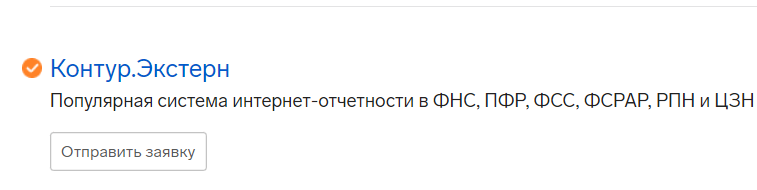 Контур.Экстерн
Популярная система интернет-отчетности в ФНС, ПФР, ФСС, ФСРАР, РПН и ЦЗН
Отправить заявку